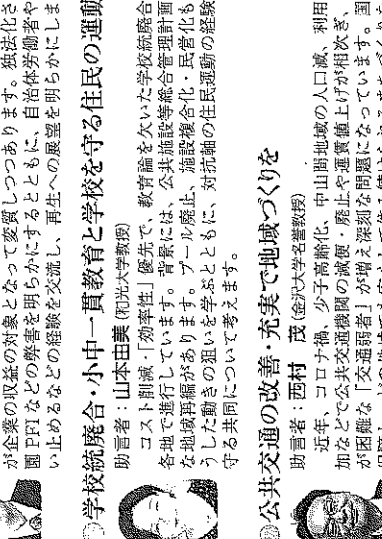 が企業の収益の対象となって変質しつつあります。独法化さ
園PFIなどの弊害を明らかにするとともに、自治体労働者や
い止めるなどの経験を交流し、再生への展望を明らかにしま
学校統廃合・小中一貫教育と学校を守る住民の運動
助言者：山本由美（和光大学教授）
コスト削減、「効率性」優先で、教育論を欠いた学校統廃合
各地で進行しています。背景には、公共施設等総合管理計画
な地域再編があります。プール廃止、施設複合化・民営化も
うした動きの狙いを学ぶとともに、対抗軸の住民運動の経験
守る共同について考えます。
公共交通の改善・充実で地域づくりを
助言者：西村　茂（金沢大学名誉教授）
近年、コロナ禍、少子高齢化、中山間地域の人口減、利用
加などで公共交通機関の減便・廃止や運賃値上げが相次ぎ、
が困難な「交通弱者」が増え深刻な問題になっています。国